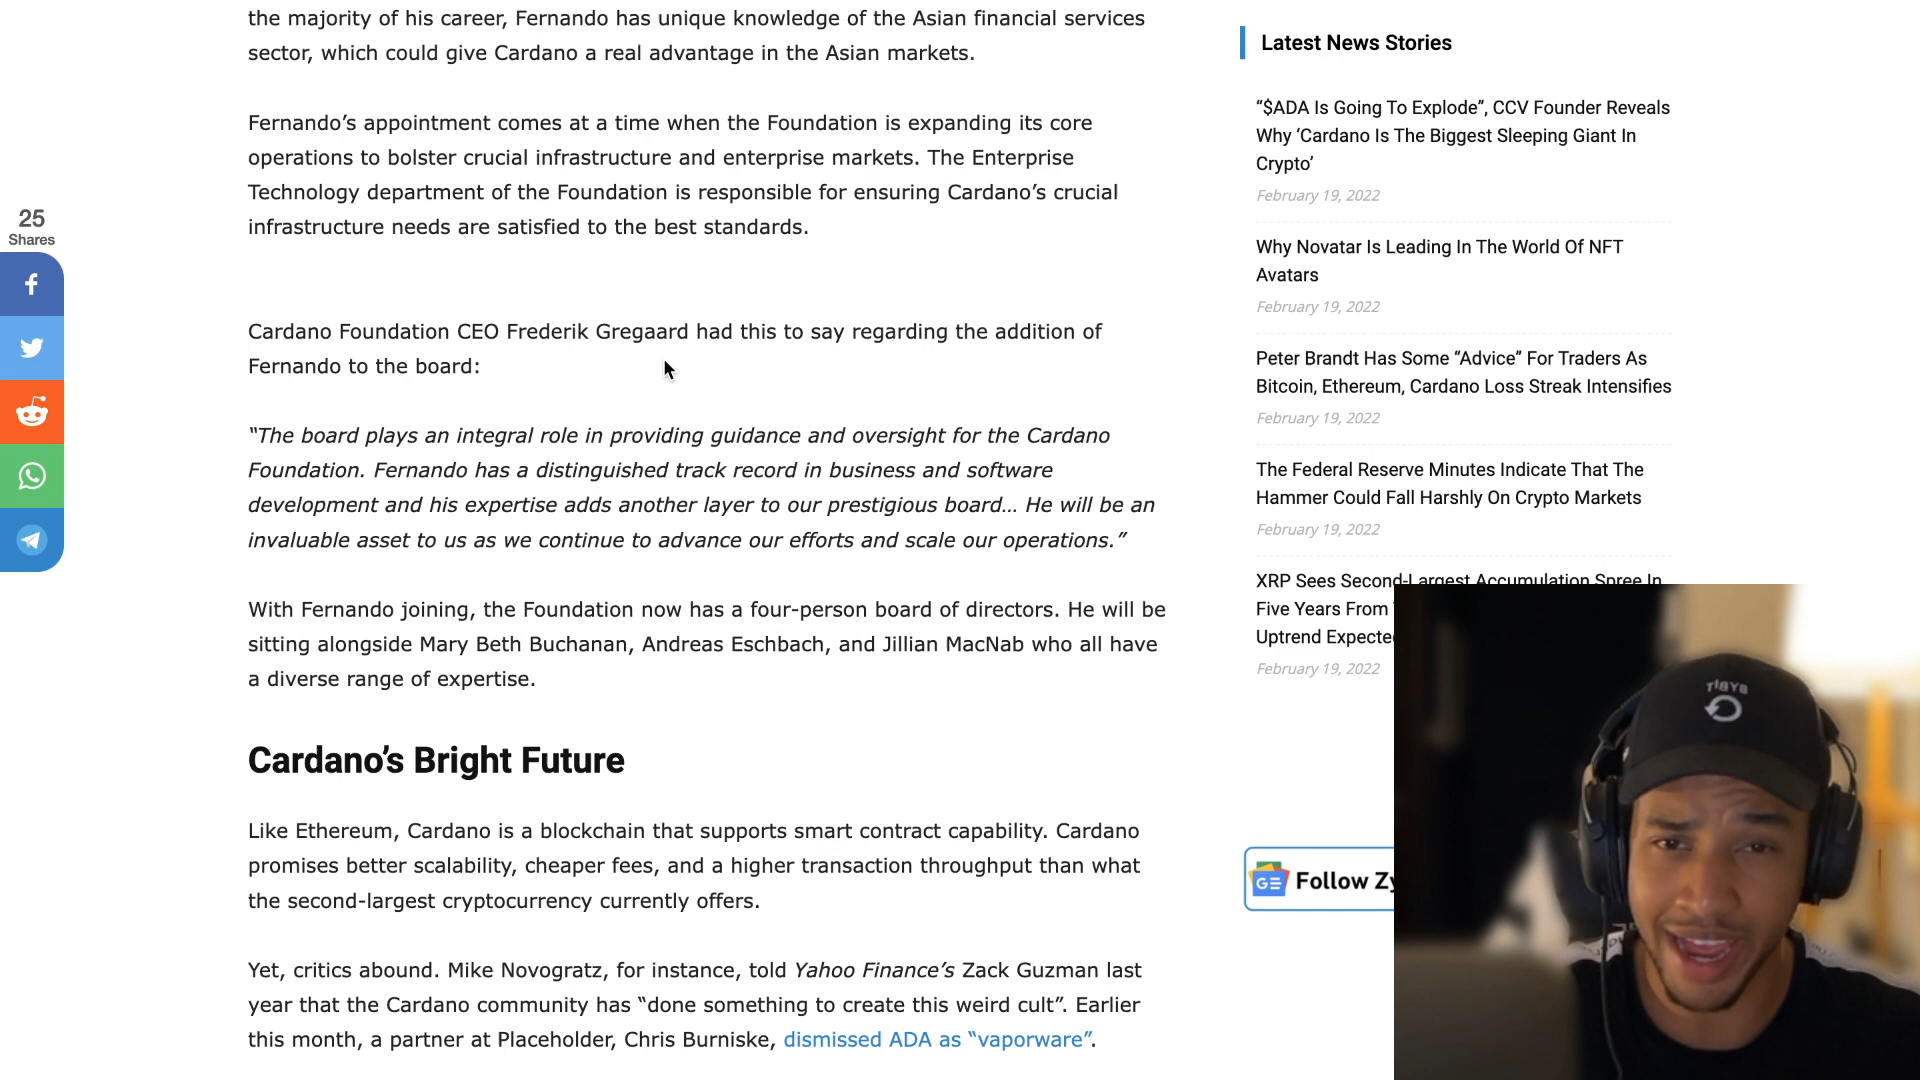 the majority of his career, Fernando has unique knowledge of the Asian financial services
sector, which could give Cardano a real advantage in the Asian markets.
Fernando’s appointment comes at a time when the Foundation is expanding its core
operations to bolster crucial infrastructure and enterprise markets. The Enterprise
Technology department of the Foundation is responsible for ensuring Cardano’s crucial
infrastructure needs are satisfied to the best standards.
25
Shares
Cardano Foundation CEO Frederik Gregaard had this to say regarding the addition of
Fernando to the board:
“The board plays an integral role in providing guidance and oversight for the Cardano
Foundation. Fernando has a distinguished track record in business and software
development and his expertise adds another layer to our prestigious board… He will be an
invaluable asset to us as we continue to advance our efforts and scale our operations.”
With Fernando joining, the Foundation now has a four-person board of directors. He will be
sitting alongside Mary Beth Buchanan, Andreas Eschbach, and Jillian MacNab who all have
a diverse range of expertise.
Cardano’s Bright Future
Like Ethereum, Cardano is a blockchain that supports smart contract capability. Cardano
promises better scalability, cheaper fees, and a higher transaction throughput than what
the second-largest cryptocurrency currently offers.
Yet, critics abound. Mike Novogratz, for instance, told Yahoo Finance’s Zack Guzman last
year that the Cardano community has “done something to create this weird cult”. Earlier
this month, a partner at Placeholder, Chris Burniske, dismissed ADA as “vaporware”.
Latest News Stories
“$ADA Is Going To Explode”, CCV Founder Reveals
Why ‘Cardano Is The Biggest Sleeping Giant In
Crypto’
February 19, 2022
Why Novatar Is Leading In The World Of NFT
Avatars
February 19, 2022
Peter Brandt Has Some “Advice” For Traders As
Bitcoin, Ethereum, Cardano Loss Streak Intensifies
February 19, 2022
The Federal Reserve Minutes Indicate That The
Hammer Could Fall Harshly On Crypto Markets
February 19, 2022
XRP Sees Second-Largest Accumulation Spree In
Five Years From
Uptrend Expected
February 19, 2022
GE
Follow Zy